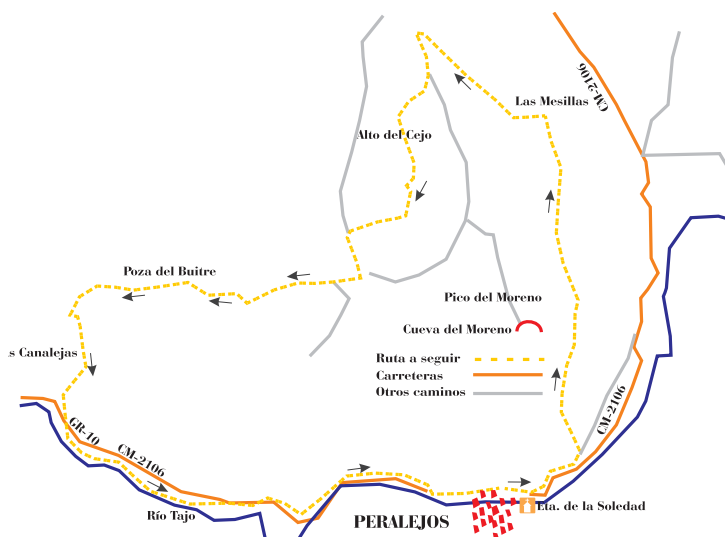 CM-2106
Las Mesillas
Alto del Cejo
Poza del Buitre
Pico del Moreno
Cueva del Moreno
s Canalejas
Ruta a seguir
Carreteras
Otros caminos
CM-2106
GR-10
CM-2106
Río Tajo
PERALEJOS
Eta. de la Soledad